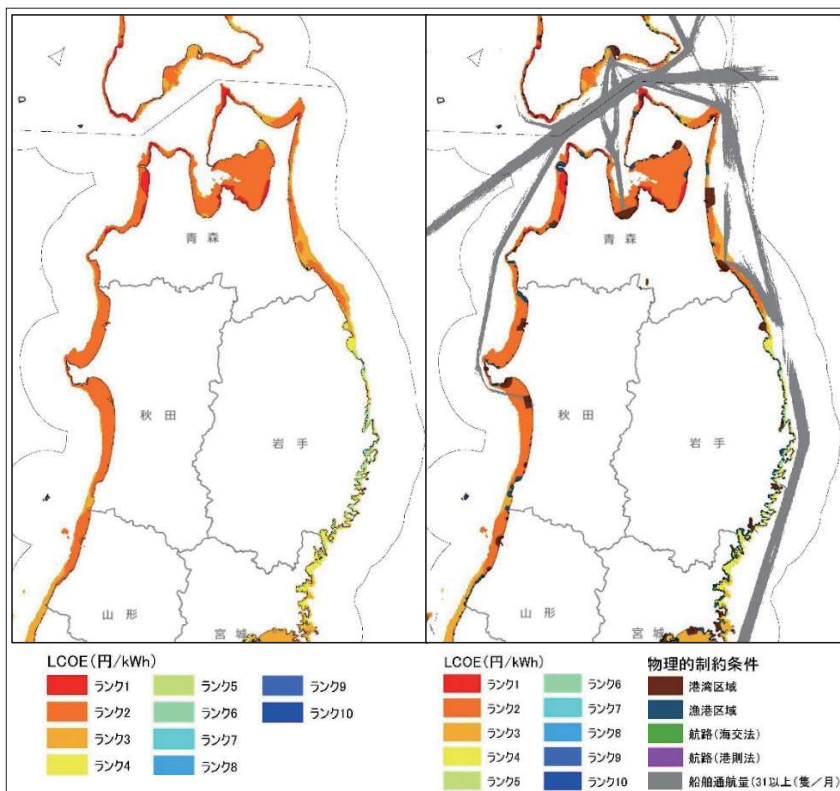 青森
秋田
岩手
山形
宮城
青森
秋田
岩手
山形
宮城
LCOE(円/kWh)
ランク1
ランク2
ランク3
ランク4
ランク5
ランク6
ランク7
ランク8
ランク9
ランク10
LCOE(円/kWh)
ランク1
ランク2
ランク3
ランク4
ランク5
ランク6
ランク7
ランク8
ランク9
ランク10
物理的制約条件
港湾区域
漁港区域
航路(海交法)
航路(港則法)
船舶通航量(31以上(隻/月)